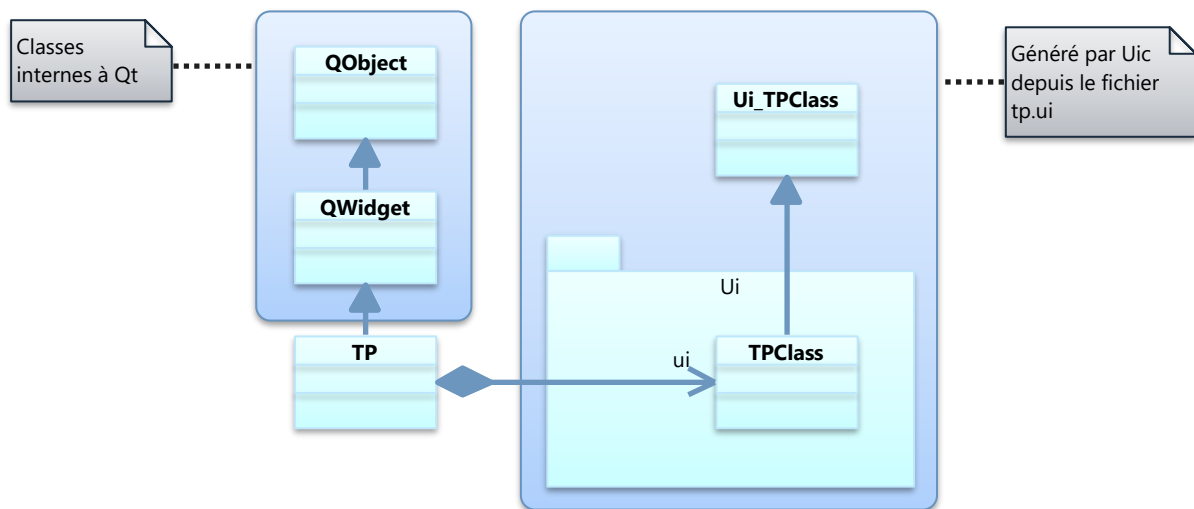 Classes
internes à Qt
QObject
QWidget
TP
Ui_TPClass
Ui
ui
TPClass
Généré par Uic
depuis le fichier
tp.ui